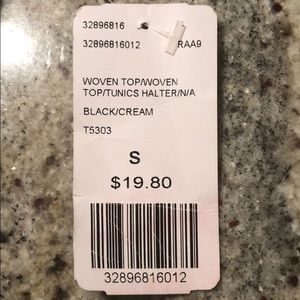 32896816
32896816012 RAA9
WOVEN TOP/WOVEN
TOP/TUNICS HALTER/N/A
BLACK/CREAM
T5303
S
$19.80
32896816012